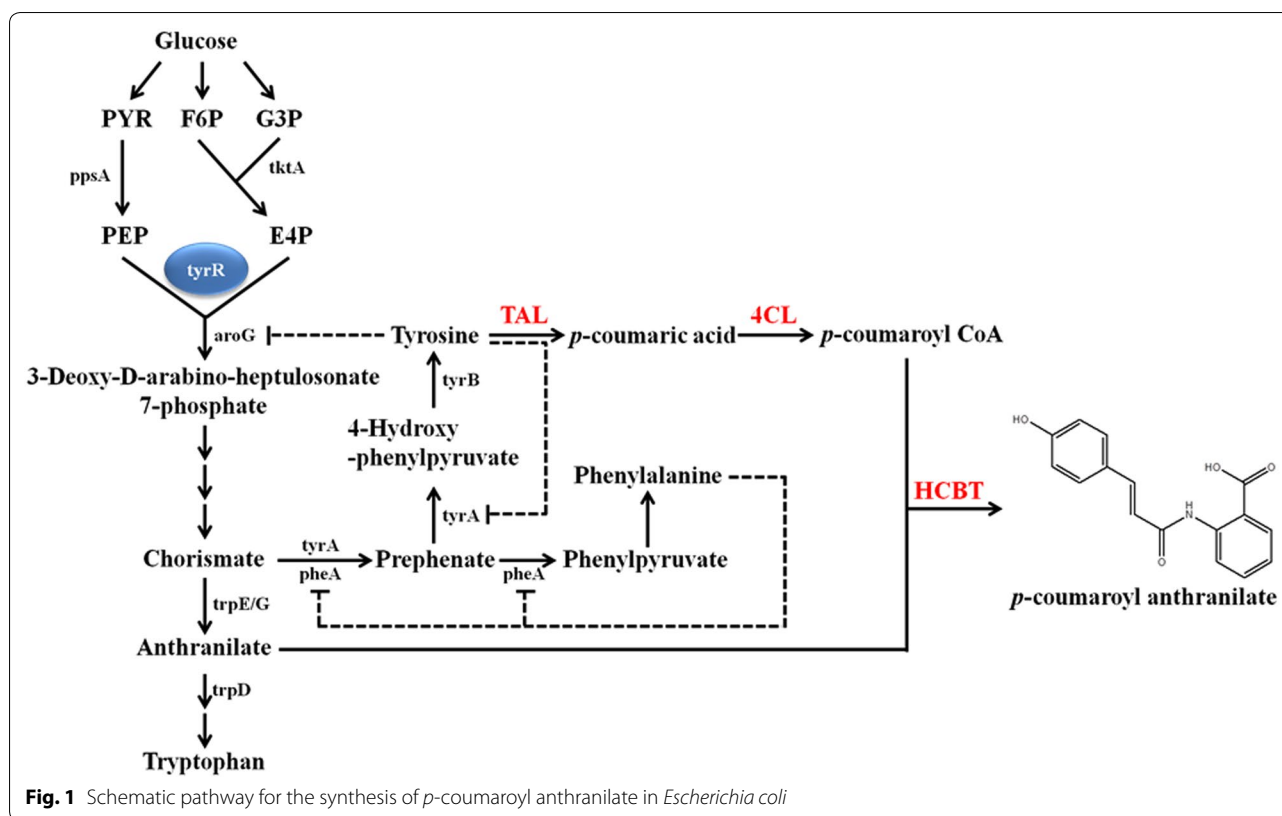 Glucose
PYR F6P G3P
ppsA
tktA
PEP
E4P
tyrR
aroG
Tyrosine
TAL
p-coumaric acid
4CL
p-coumaroyl CoA
3-Deoxy-D-arabino-heptulosonate
7-phosphate
tyrB
4-Hydroxy
-phenylpyruvate
Phenylalanine
tyrA
HCBT
HO
HO
O
H
N
O
Chorismate
tyrA
pheA
Prephenate
pheA
Phenylpyruvate
p-coumaroyl anthranilate
trpE/G
Anthranilate
trpD
Tryptophan
Fig. 1 Schematic pathway for the synthesis of p-coumaroyl anthranilate in Escherichia coli